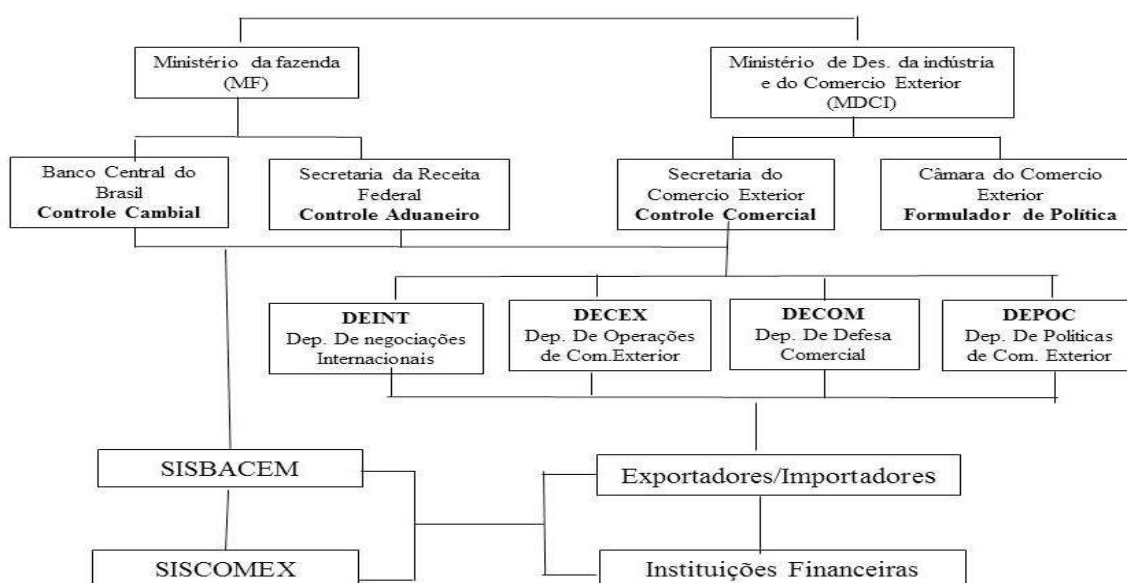 Ministério da fazenda
(MF)
Ministério de Des. da indústria
e do Comercio Exterior
(MDCI)
Banco Central do
Brasil
Controle Cambial
Secretaria da Receita
Federal
Controle Aduaneiro
Secretaria do
Comercio Exterior
Controle Comercial
Câmara do Comercio
Exterior
Formulador de Política
DEINT
Dep. De negociações
Internacionais
DECEX
Dep. De Operações
de Com.Exterior
DECOM
Dep. De Defesa
Comercial
DEPOC
Dep. De Politicas
de Com. Exterior
SISBACEM
Exportadores/Importadores
SISCOMEX
Instituições Financeiras